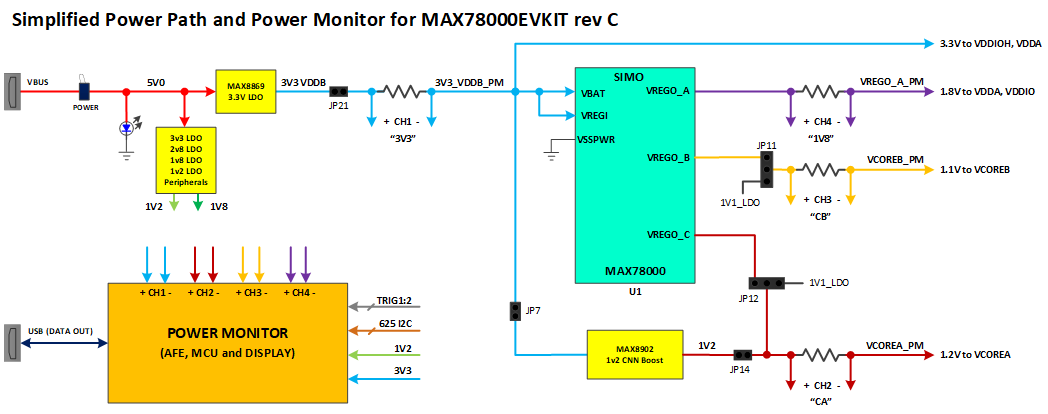 Simplified Power Path and Power Monitor for MAX78000EVKIT rev C
VBUS
POWER
5V0
MAX8869
3.3V LDO
3V3 VDDB
JP21
+ CH1 -
“3V3”
3V3_VDDB_PM
3v3 LDO
2v8 LDO
1v8 LDO
1v2 LDO
Peripherals
1V2
1V8
SIMO
VBAT
VREGI
VSSPWR
VREGO_A
VREGO_B
VREGO_C
MAX78000
U1
3.3V to VDDIOH, VDDA
VREGO_A_PM
1.8V to VDDA, VDDIO
+ CH4 -
“1V8”
JP11
1V1_LDO
VCOREB_PM
1.1V to VCOREB
+ CH3 -
“CB”
JP12
1V1_LDO
JP7
MAX8902
1v2 CNN Boost
1V2
JP14
VCOREA_PM
1.2V to VCOREA
+ CH2 -
“CA”
+ CH1 -
+ CH2 -
+ CH3 -
+ CH4 -
POWER MONITOR
(AFE, MCU and DISPLAY)
USB (DATA OUT)
TRIG1:2
625 I2C
1V2
3V3